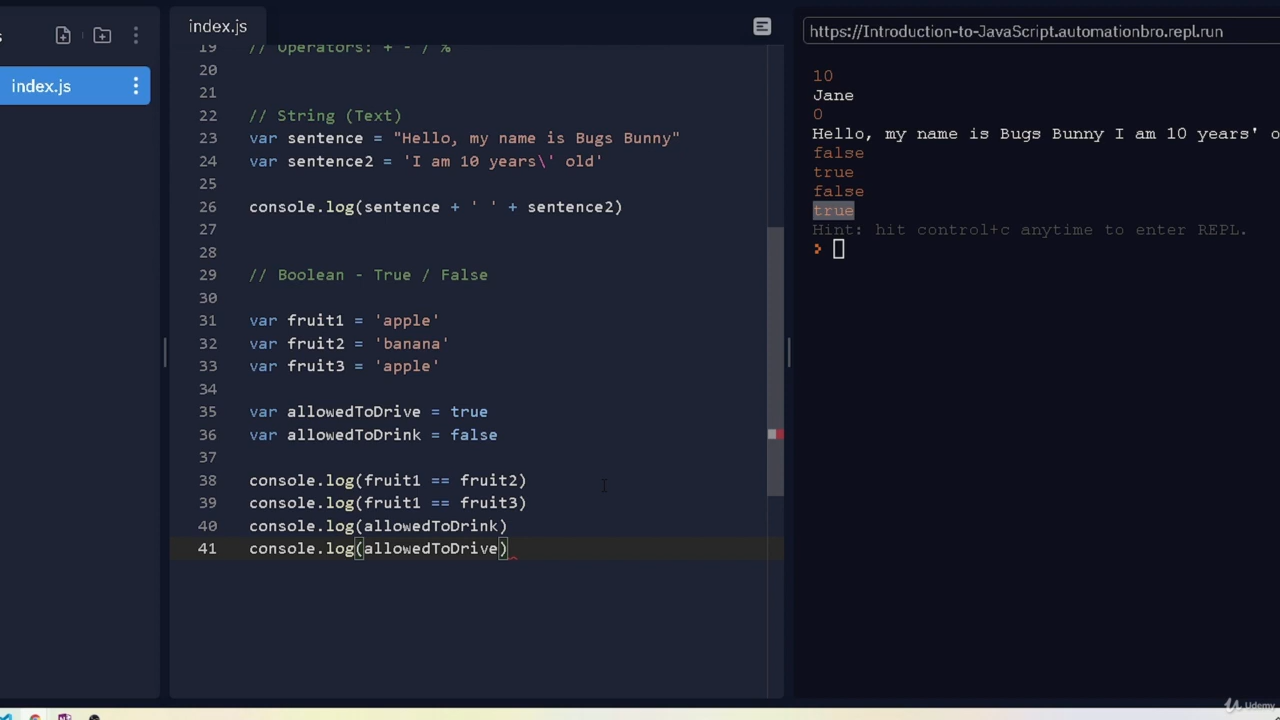 index.js
https://Introduction-to-JavaScript.automationbro.repl.run
s
index.js
19 // Operators: + - / %
20
21
22 // String (Text)
23 var sentence = "Hello, my name is Bugs Bunny"
24 var sentence2 = 'I am 10 years\' old'
25
26 console.log(sentence + ' ' + sentence2)
27
28
29 // Boolean - True / False
30
31 var fruit1 = 'apple'
32 var fruit2 = 'banana'
33 var fruit3 = 'apple'
34
35 var allowedToDrive = true
36 var allowedToDrink = false
37
38 console.log(fruit1 == fruit2)
39 console.log(fruit1 == fruit3)
40 console.log(allowedToDrink)
41 console.log(allowedToDrive)
10
Jane
0
Hello, my name is Bugs Bunny I am 10 years' o
false
true
false
true
Hint: hit control+c anytime to enter REPL.
>
Udemy